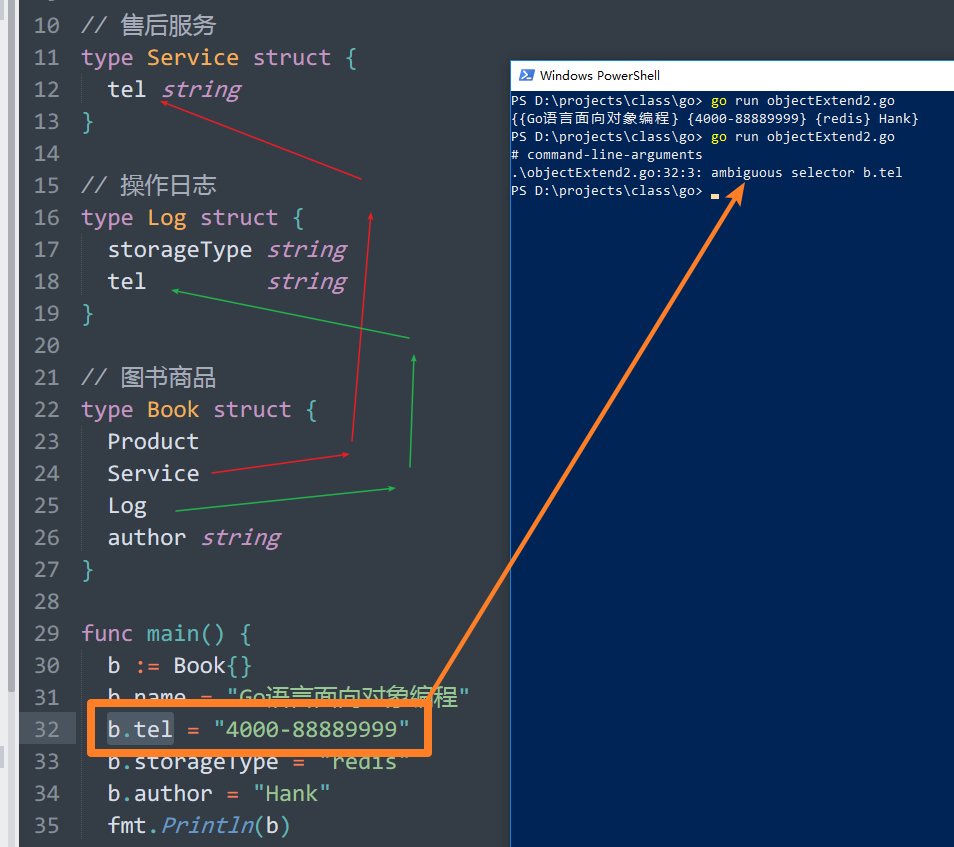 10 // 售后服务
11 type Service struct {
12 tel string
13 }
14
15 // 操作日志
16 type Log struct {
17 storageType string
18 tel string
19 }
20
21 // 图书商品
22 type Book struct {
23 Product
24 Service
25 Log
26 author string
27 }
28
29 func main() {
30 b := Book{}
31 b.name = "Go语言面向对象编程"
32 b.tel = "4000-88889999"
33 b.storageType = "redis"
34 b.author = "Hank"
35 fmt.Println(b)
Windows PowerShell
PS D:\projects\class\go> go run objectExtend2.go
{{Go语言面向对象编程} {4000-88889999} {redis} Hank}
PS D:\projects\class\go> go run objectExtend2.go
# command-line-arguments
.\objectExtend2.go:32:3: ambiguous selector b.tel
PS D:\projects\class\go>